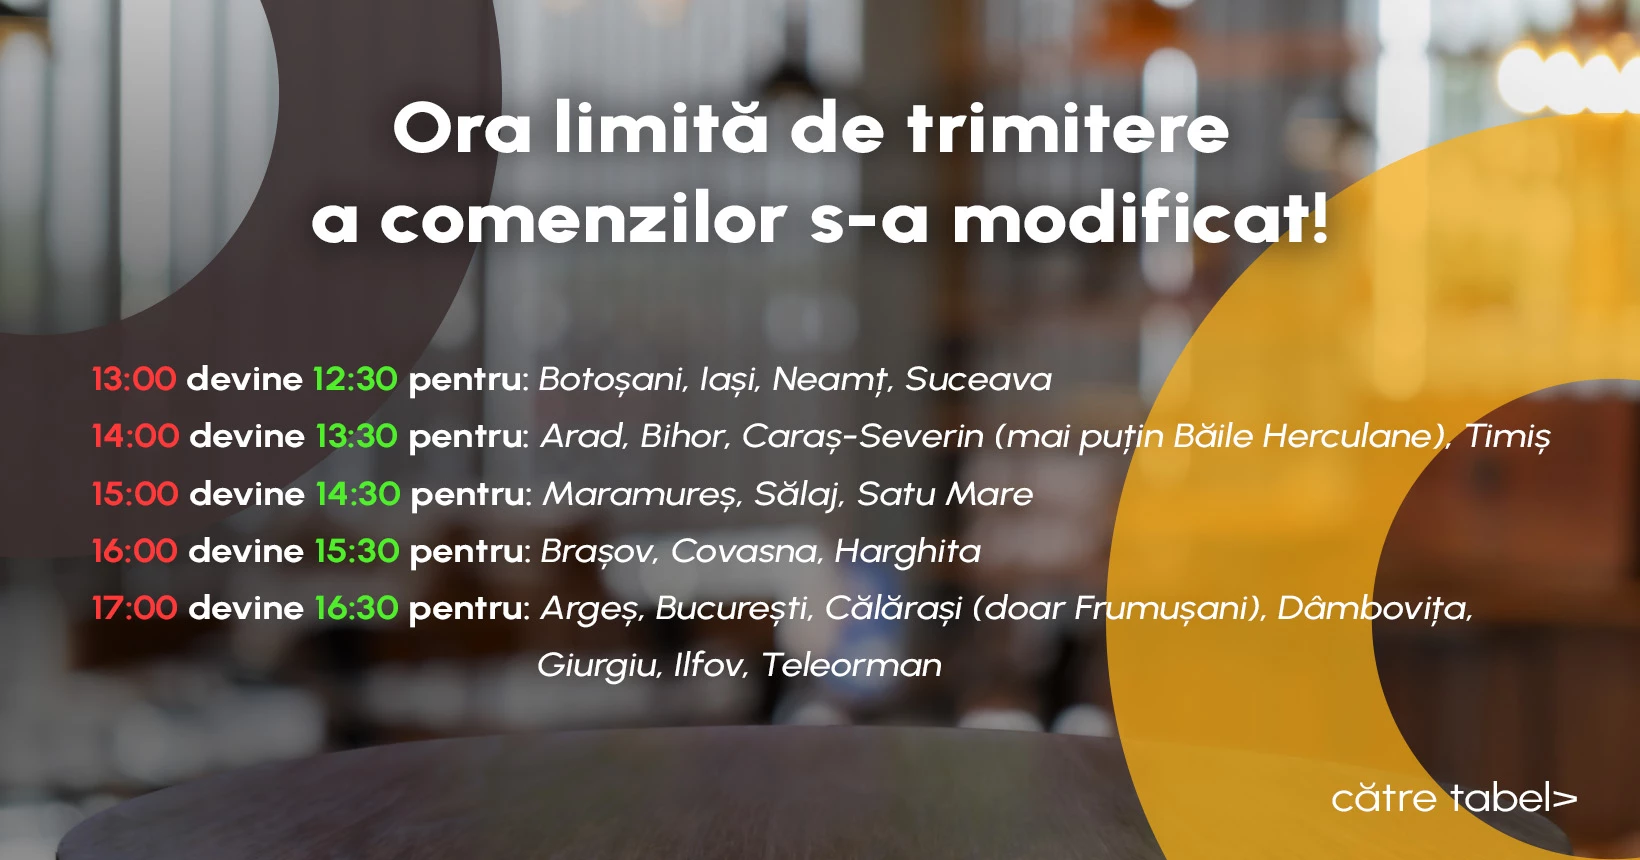 Ora limită de trimitere
a comenzilor s-a modificat!
13:00 devine 12:30 pentru: Botoșani, Iași, Neamț, Suceava
14:00 devine 13:30 pentru: Arad, Bihor, Caraș-Severin (mai puțin Băile Herculane), Timiș
15:00 devine 14:30 pentru: Maramureș, Sălaj, Satu Mare
16:00 devine 15:30 pentru: Brașov, Covasna, Harghita
17:00 devine 16:30 pentru: Argeș, București, Călărași (doar Frumușani), Dâmbovița,
Giurgiu, Ilfov, Teleorman
către tabel>